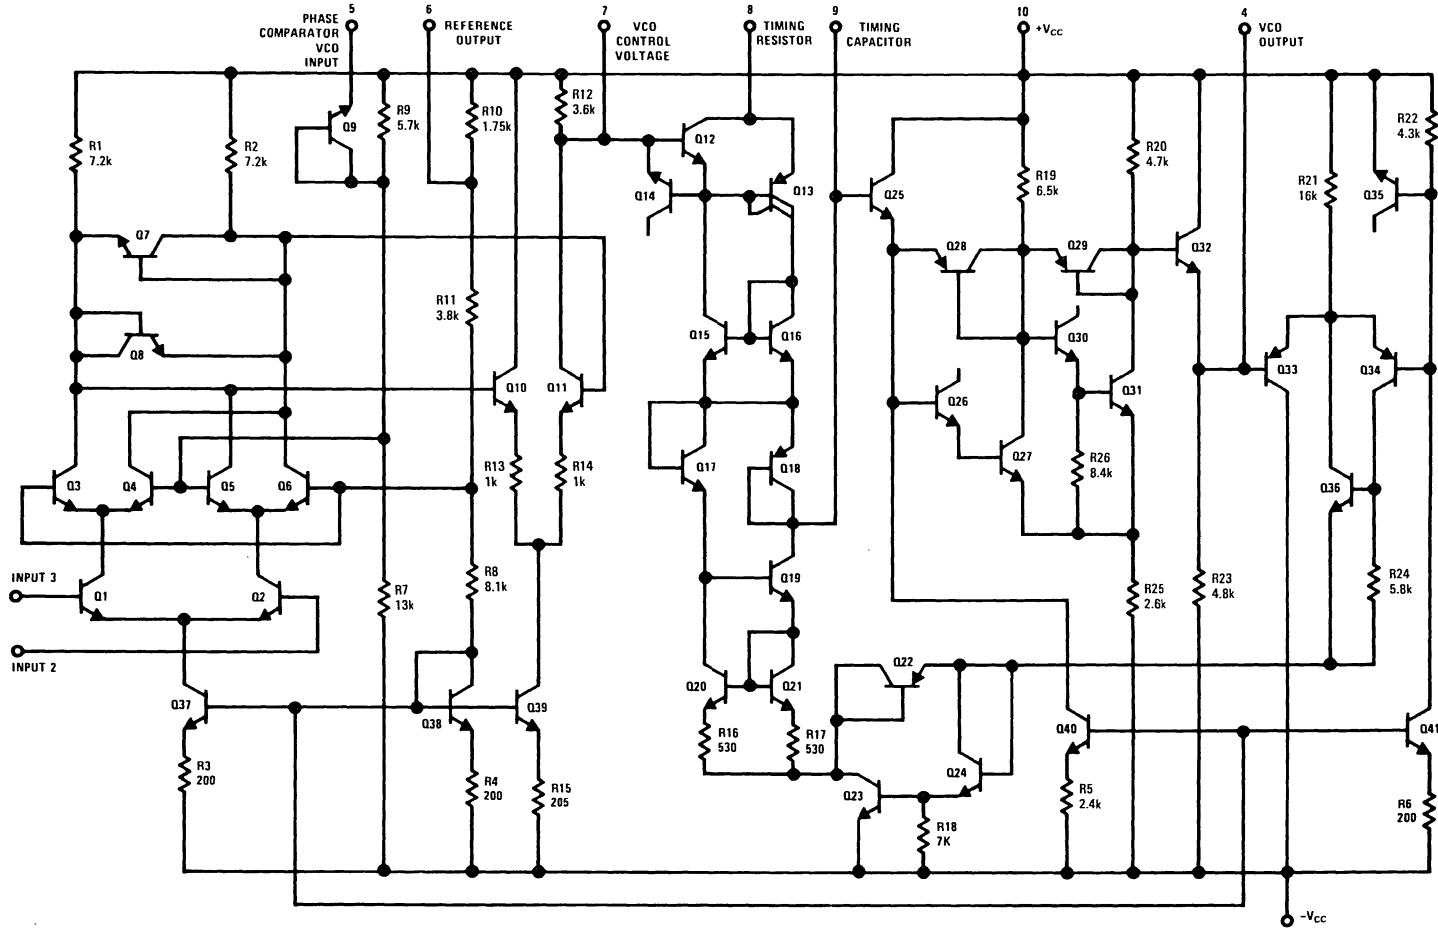 5
PHASE
COMPARATOR
VCO
INPUT
6
REFERENCE
OUTPUT
7
VCO
CONTROL
VOLTAGE
8
TIMING
RESISTOR
9
TIMING
CAPACITOR
10
+VCC
4
VCO
OUTPUT
R1
7.2k
R2
7.2k
Q9
R9
5.7k
R10
1.75k
R12
3.6k
Q12
Q14
Q13
Q25
R19
6.5k
R20
4.7k
R21
16k
Q35
R22
4.3k
Q7
Q8
R11
3.8k
Q10
Q11
Q15
Q16
Q28
Q29
Q32
Q30
Q33
Q34
Q26
Q31
Q3
Q4
Q5
Q6
R13
1k
R14
1k
Q17
Q18
Q27
R26
8.4k
Q36
INPUT 3
Q1
Q2
R7
13k
R8
8.1k
Q19
R25
2.6k
R23
4.8k
R24
5.8k
INPUT 2
Q37
Q38
Q39
Q20
Q21
Q22
Q40
Q41
R3
200
R4
200
R15
205
R16
530
R17
530
Q23
Q24
R18
7K
R5
2.4k
R6
200
-VCC